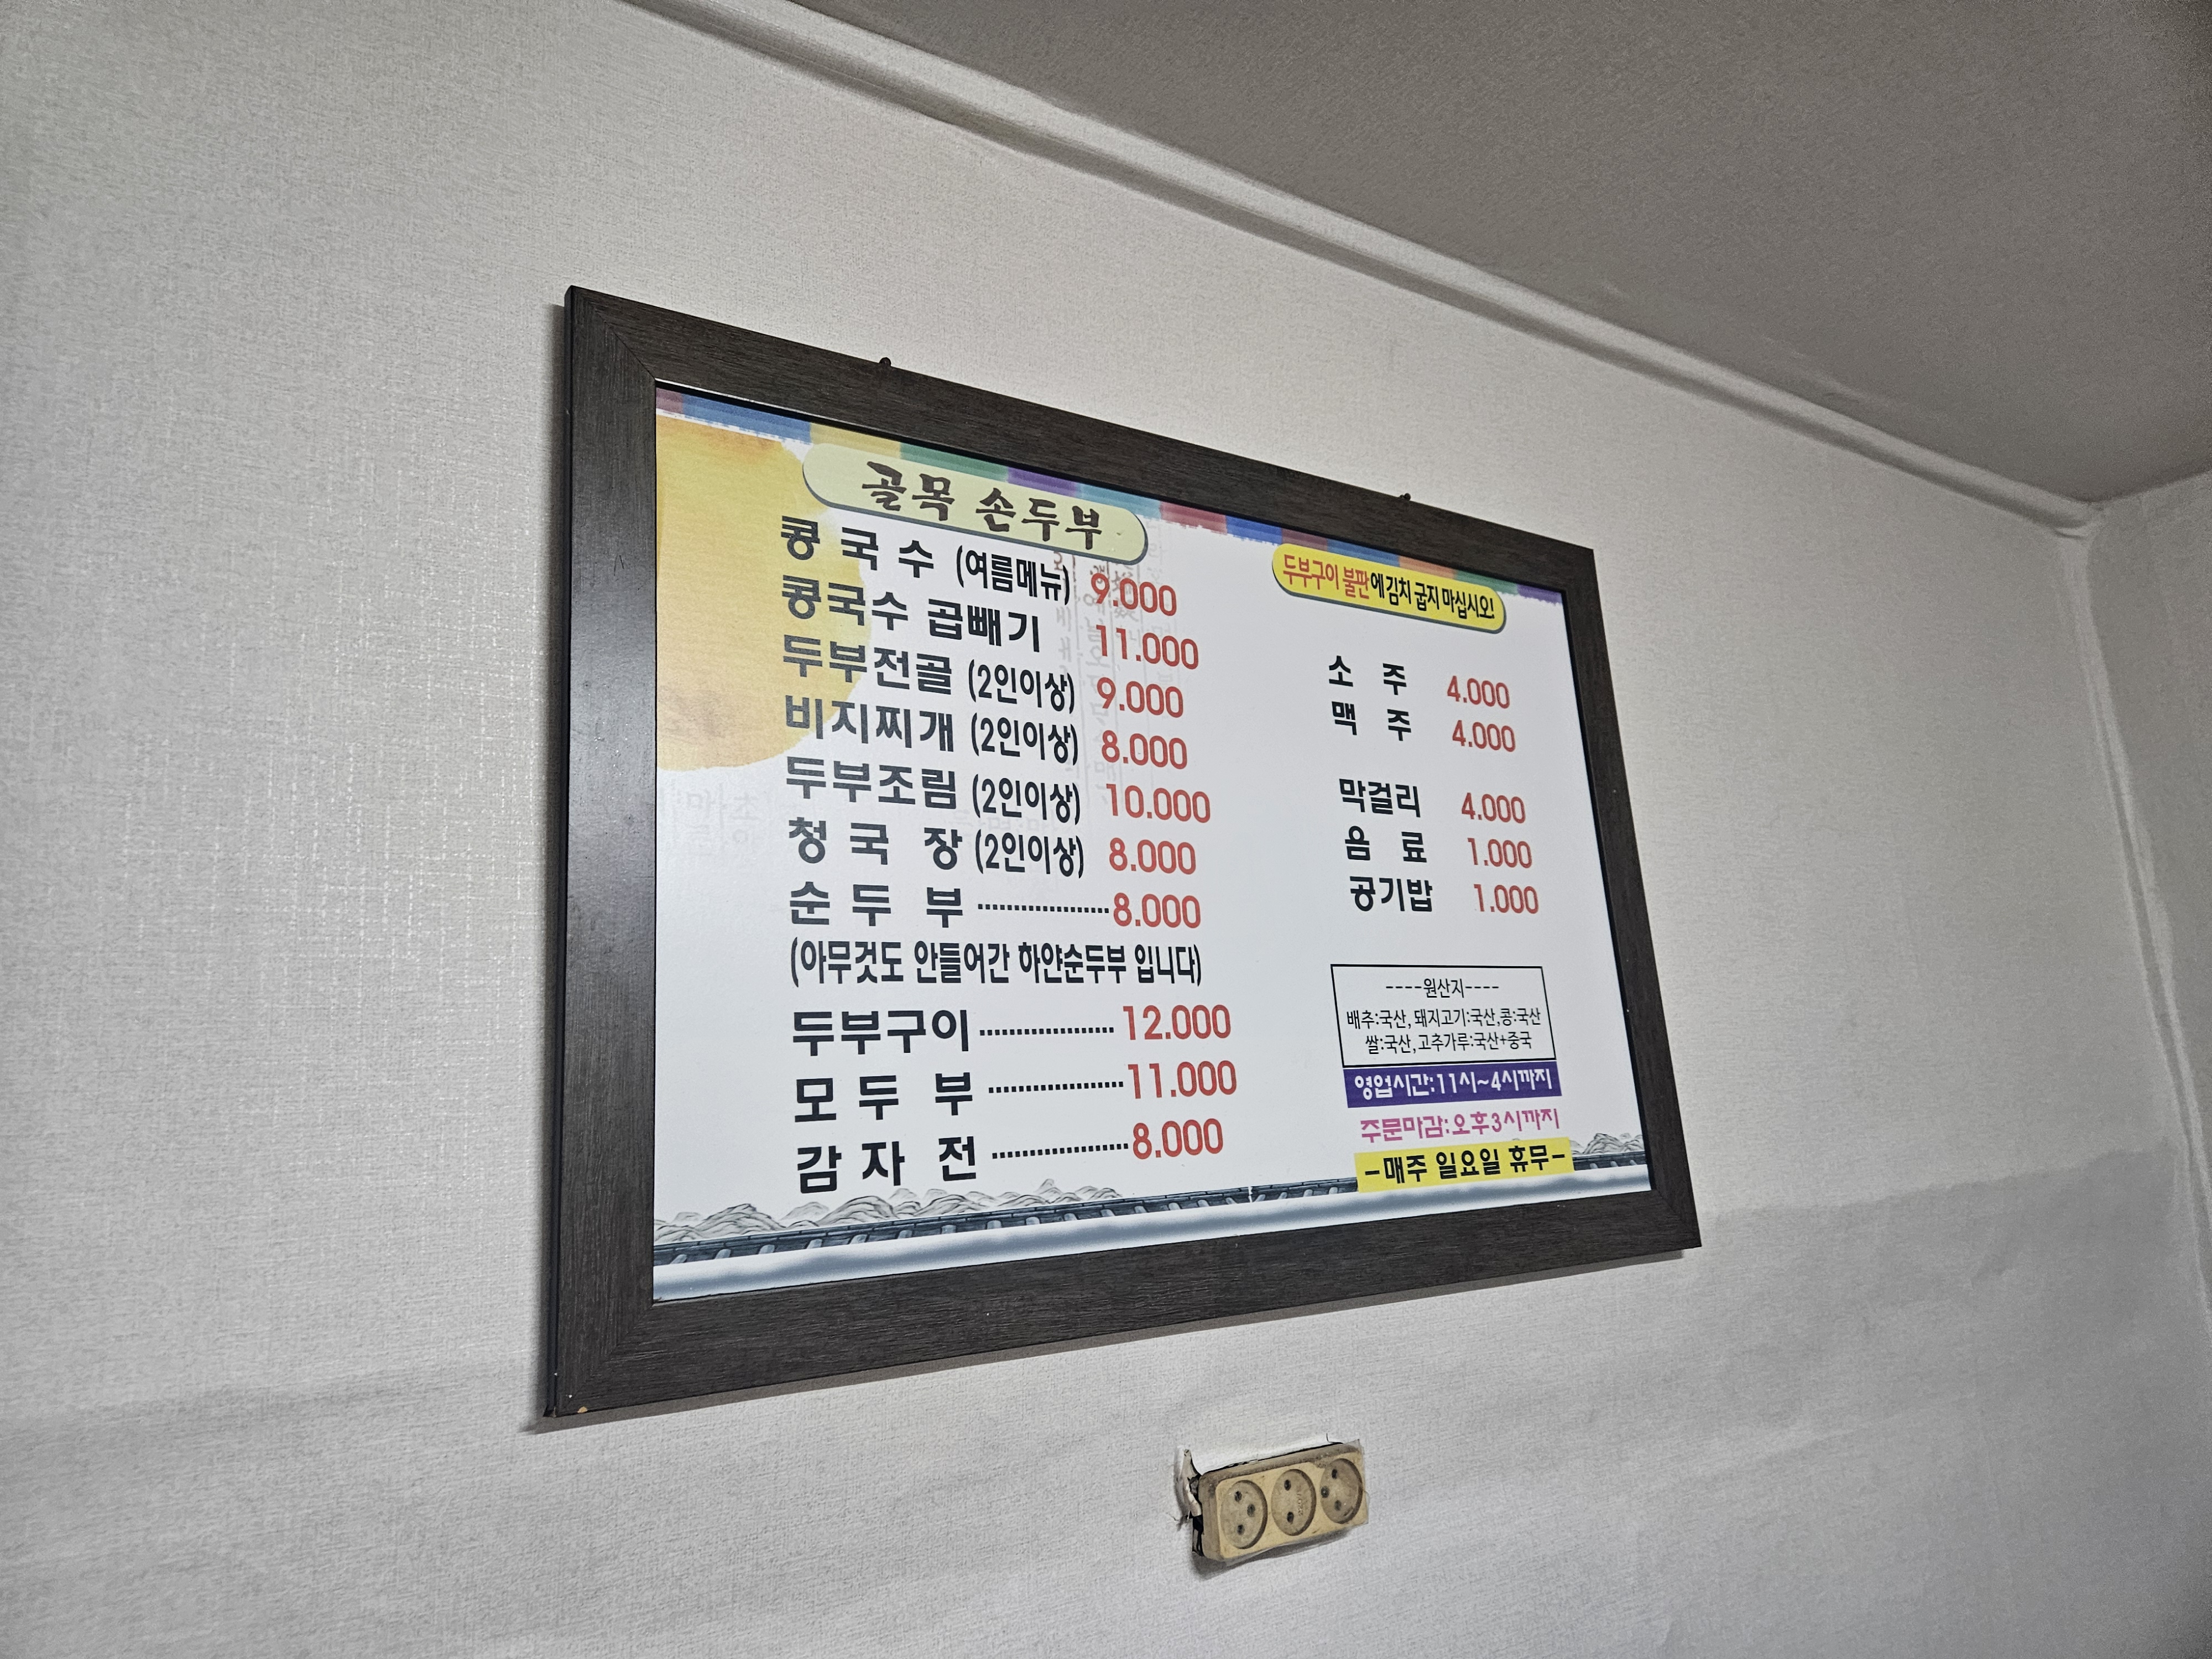 골목 손두부
콩국수 (여름메뉴) 9.000
콩국수 곱빼기 11.000
두부전골 (2인이상) 9.000
비지찌개 (2인이상) 8.000
두부조림 (2인이상) 10.000
청국장 (2인이상) 8.000
순두부 ........................ 8.000
(아무것도 안들어간 하얀순두부 입니다)
두부구이 ........................ 12.000
모두부 ........................ 11.000
감자전 ........................ 8.000
두부구이 불판에 김치 굽지 마십시오!
소주 4.000
맥주 4.000
막걸리 4.000
음료 1.000
공기밥 1.000
----원산지----
배추:국산, 돼지고기:국산,콩:국산
쌀:국산, 고추가루:국산+중국
영업시간:11시~4시까지
주문마감:오후3시까지
-매주 일요일 휴무-